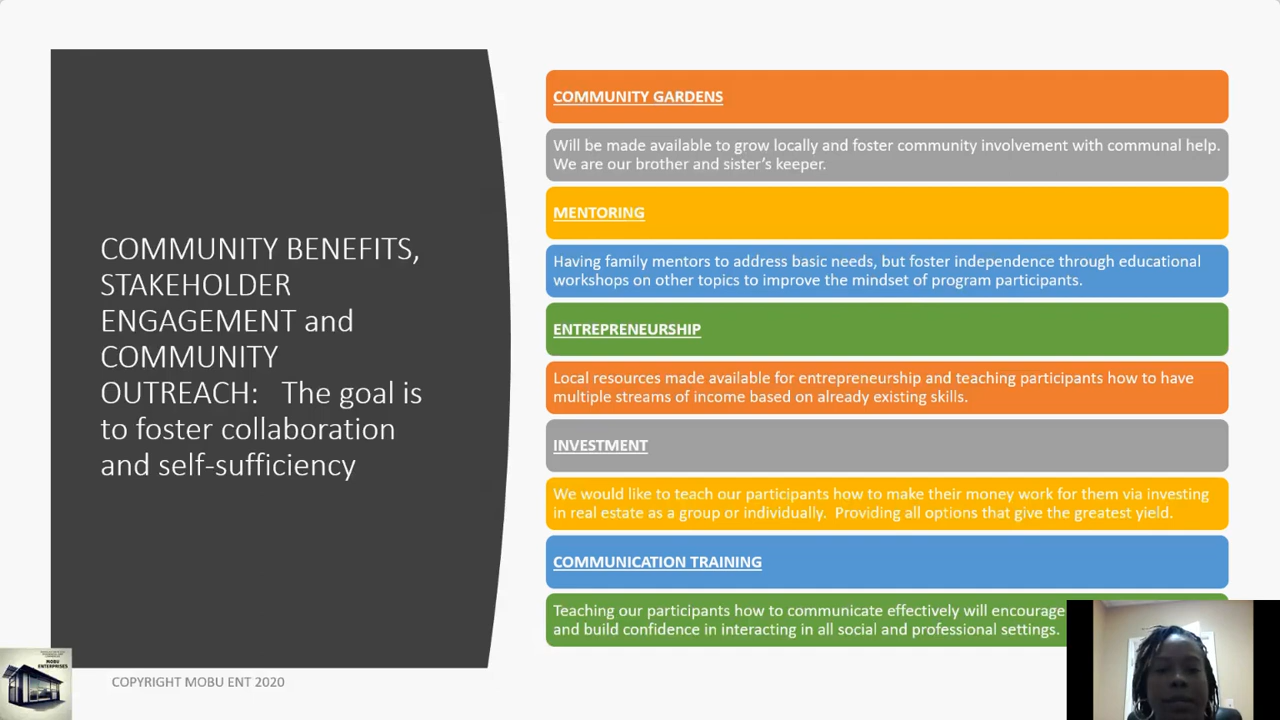 COMMUNITY BENEFITS,
STAKEHOLDER
ENGAGEMENT and
COMMUNITY
OUTREACH: The goal is
to foster collaboration
and self-sufficiency
COMMUNITY GARDENS
Will be made available to grow locally and foster community involvement with communal help.
We are our brother and sister's keeper.
MENTORING
Having family mentors to address basic needs, but foster independence through educational
workshops on other topics to improve the mindset of program participants.
ENTREPRENEURSHIP
Local resources made available for entrepreneurship and teaching participants how to have
multiple streams of income based on already existing skills.
INVESTMENT
We would like to teach our participants how to make their money work for them via investing
in real estate as a group or individually. Providing all options that give the greatest yield.
COMMUNICATION TRAINING
Teaching our participants how to communicate effectively will encourage
and build confidence in interacting in all social and professional settings.
MOBU
ENTERPRISES
COPYRIGHT MOBU ENT 2020